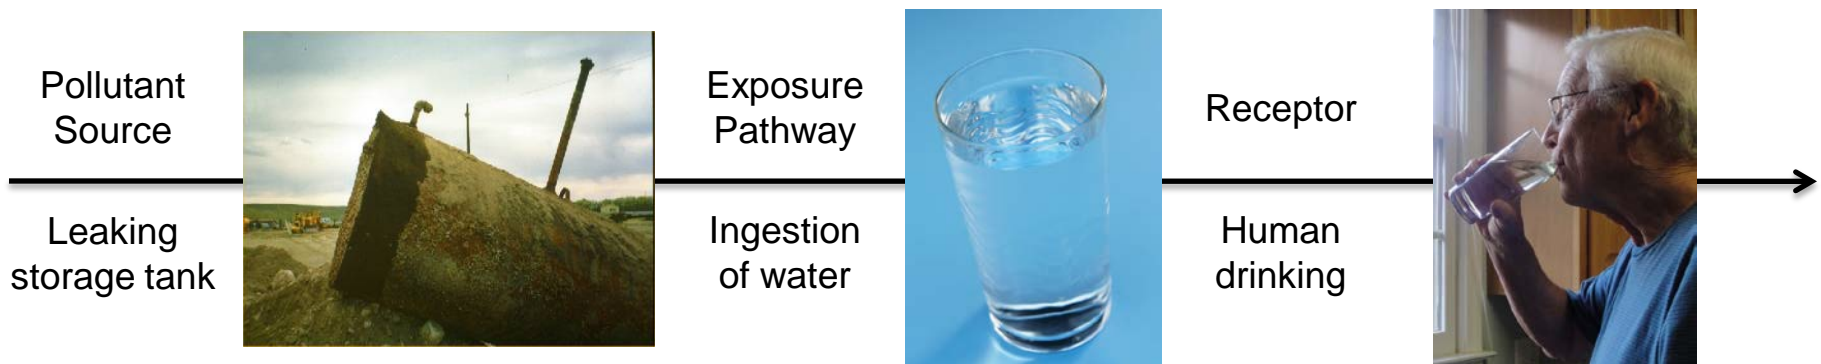 Pollutant
Source
Leaking
storage tank
Exposure
Pathway
Ingestion
of water
Receptor
Human
drinking